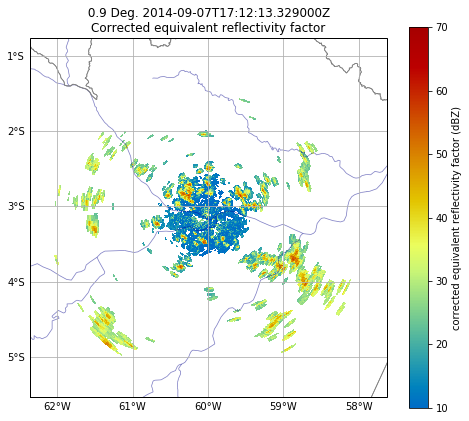 0.9 Deg. 2014-09-07T17:12:13.329000Z
Corrected equivalent reflectivity factor
1°S
2°S
3°S
4°S
5°S
62°W
61°W
60°W
59°W
58°W
70
60
50
40
30
20
10
corrected equivalent reflectivity factor (dBZ)